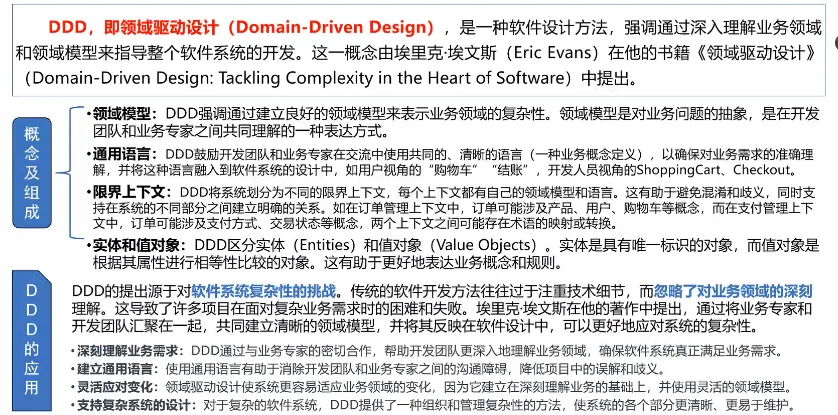 DDD，即领域驱动设计（Domain-Driven Design），是一种软件设计方法，强调通过深入理解业务领域
和领域模型来指导整个软件系统的开发。这一概念由埃里克·埃文斯（Eric Evans）在他的书籍《领域驱动设计》
（Domain-Driven Design: Tackling Complexity in the Heart of Software）中提出。
概念及组成
•领域模型：DDD强调通过建立良好的领域模型来表示业务领域的复杂性。领域模型是对业务问题的抽象，是在开
发团队和业务专家之间共同理解的一种表达方式。
•通用语言：DDD鼓励开发团队和业务专家在交流中使用共同的、清晰的语言（一种业务概念定义），以确保对业务需求的准确理
解，并将这种语言融入到软件系统的设计中，如用户视角的“购物车”“结账”，开发人员视角的ShoppingCart、Checkout。
•限界上下文：DDD将系统划分为不同的限界上下文，每个上下文都有自己的领域模型和语言。这有助于避免混淆和歧义，同时支
持在系统的不同部分之间建立明确的关系。如在订单管理上下文中，订单可能涉及产品、用户、购物车等概念，而在支付管理上下
文中，订单可能涉及支付方式、交易状态等概念，两个上下文之间可能存在术语的映射或转换。
•实体和值对象：DDD区分实体（Entities）和值对象（Value Objects）。实体是具有唯一标识的对象，而值对象是
根据其属性进行相等性比较的对象。这有助于更好地表达业务概念和规则。
DDD的应用
DDD的提出源于对软件系统复杂性的挑战。传统的软件开发方法往往过于注重技术细节，而忽略了对业务领域的深刻
理解。这导致了许多项目在面对复杂业务需求时的困难和失败。埃里克·埃文斯在他的著作中提出，通过将业务专家和
开发团队汇聚在一起，共同建立清晰的领域模型，并将其反映在软件设计中，可以更好地应对系统的复杂性。
•深刻理解业务需求：DDD通过与业务专家的密切合作，帮助开发团队更深入地理解业务领域，确保软件系统真正满足业务需求。
•建立通用语言：使用通用语言有助于消除开发团队和业务专家之间的沟通障碍，降低项目中的误解和歧义。
•灵活应对变化：领域驱动设计使系统更容易适应业务领域的变化，因为它建立在深刻理解业务的基础上，并使用灵活的领域模型。
•支持复杂系统的设计：对于复杂的软件系统，DDD提供了一种组织和管理复杂性的方法，使系统的各个部分更清晰、更易于维护。